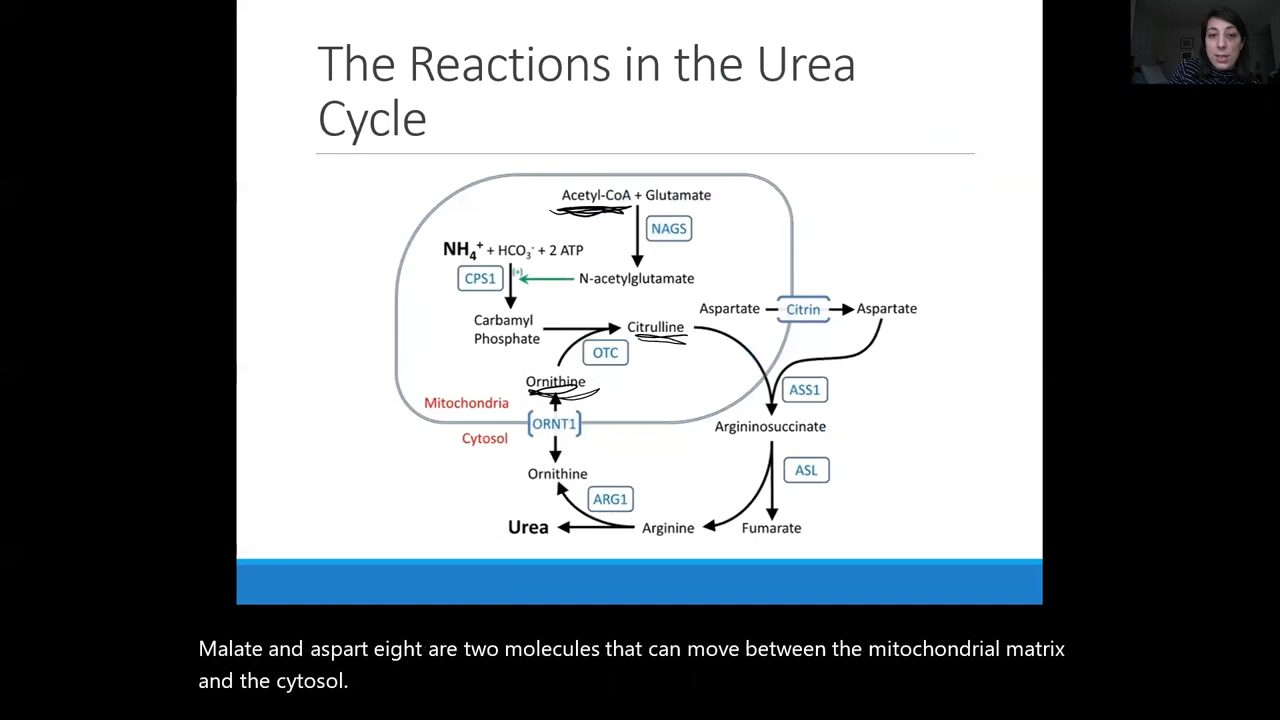 The Reactions in the Urea
Cycle
Acetyl-CoA + Glutamate
NAGS
NH4+ + HCO3- + 2 ATP
CPS1
(+)
N-acetylglutamate
Aspartate
Citrin
Aspartate
Carbamyl
Phosphate
Citrulline
OTC
Ornithine
ASS1
Mitochondria
ORNT1
Argininosuccinate
Cytosol
Ornithine
ASL
ARG1
Urea
Arginine
Fumarate
Malate and aspart eight are two molecules that can move between the mitochondrial matrix
and the cytosol.